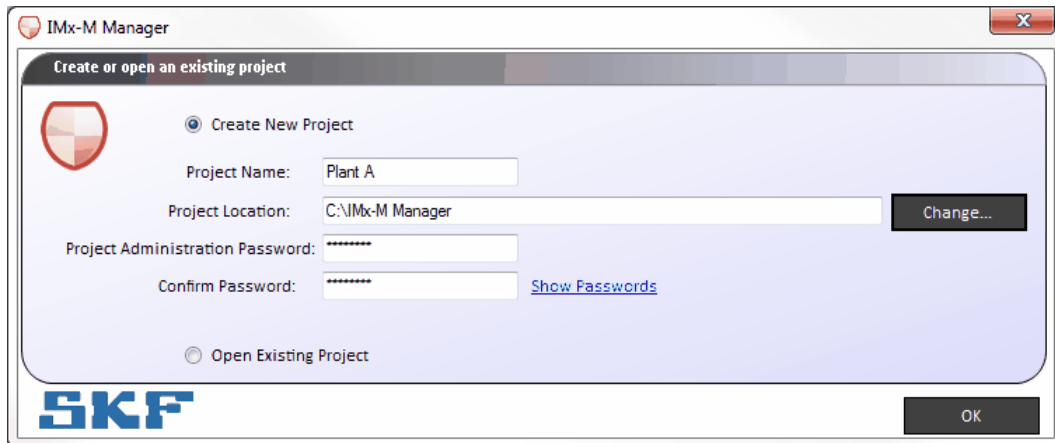 IMx-M Manager
x
Create or open an existing project
Create New Project
Project Name: Plant A
Project Location: C:\IMx-M Manager Change...
Project Administration Password: ********
Confirm Password: ******** Show Passwords
Open Existing Project
SKF OK